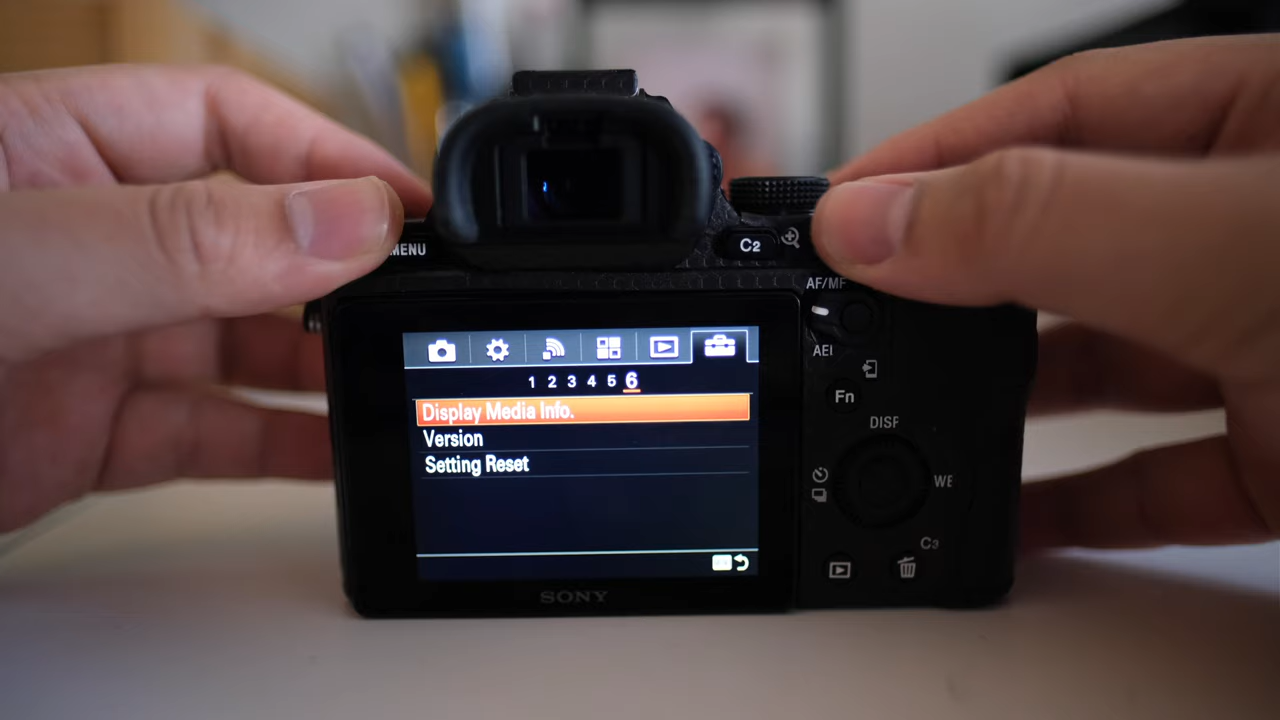 MENU
C2
AF/MF
AEL
1 2 3 4 5 6
Display Media Info.
Version
Setting Reset
Fn
DISP
WB
C3
SONY